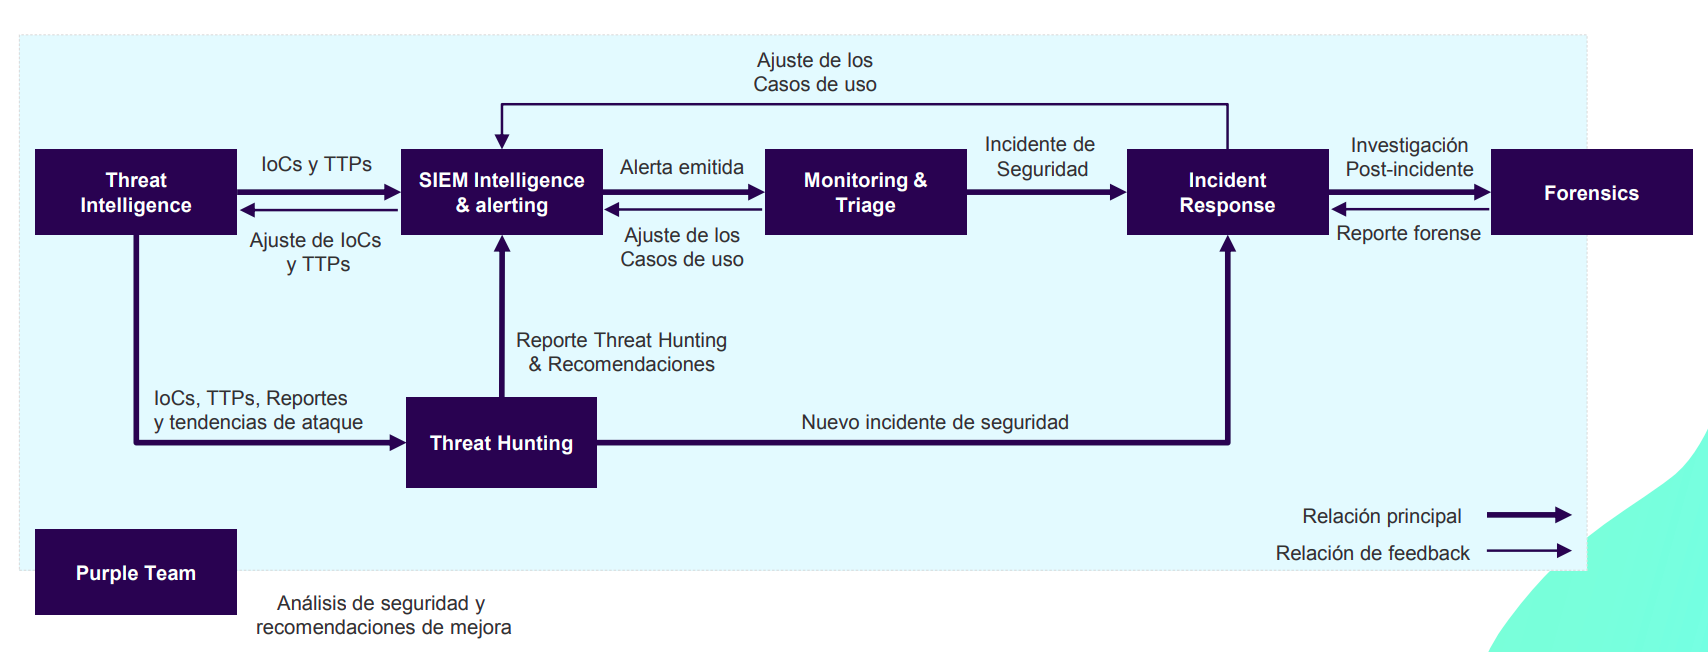 Ajuste de los
Casos de uso
Threat
Intelligence
IoCs y TTPs
Ajuste de IoCs
y TTPs
SIEM Intelligence
& alerting
Alerta emitida
Ajuste de los
Casos de uso
Monitoring &
Triage
Incidente de
Seguridad
Incident
Response
Investigación
Post-incidente
Reporte forense
Forensics
Reporte Threat Hunting
& Recomendaciones
IoCs, TTPs, Reportes
y tendencias de ataque
Threat Hunting
Nuevo incidente de seguridad
Relación principal
Relación de feedback
Purple Team
Análisis de seguridad y
recomendaciones de mejora